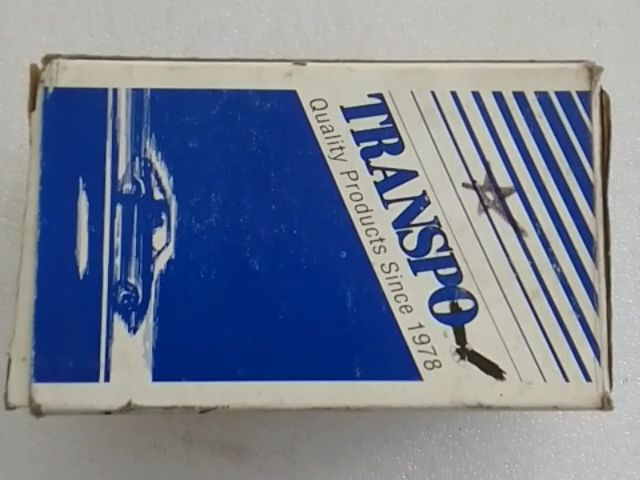 TRANSPO
Quality Products Since 1978